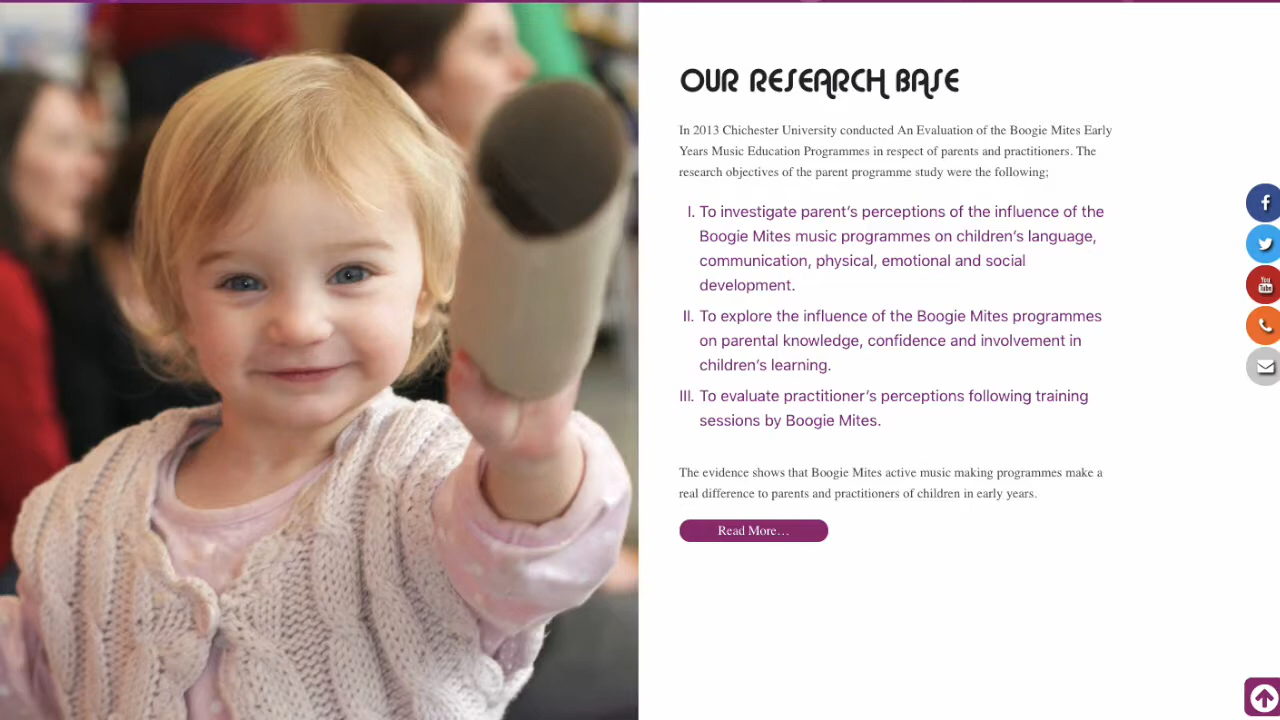 OUR RESEARCH BASE
In 2013 Chichester University conducted An Evaluation of the Boogie Mites Early
Years Music Education Programmes in respect of parents and practitioners. The
research objectives of the parent programme study were the following;
I. To investigate parent’s perceptions of the influence of the
Boogie Mites music programmes on children’s language,
communication, physical, emotional and social
development.
II. To explore the influence of the Boogie Mites programmes
on parental knowledge, confidence and involvement in
children’s learning.
III. To evaluate practitioner’s perceptions following training
sessions by Boogie Mites.
The evidence shows that Boogie Mites active music making programmes make a
real difference to parents and practitioners of children in early years.
Read More…
You
Tube